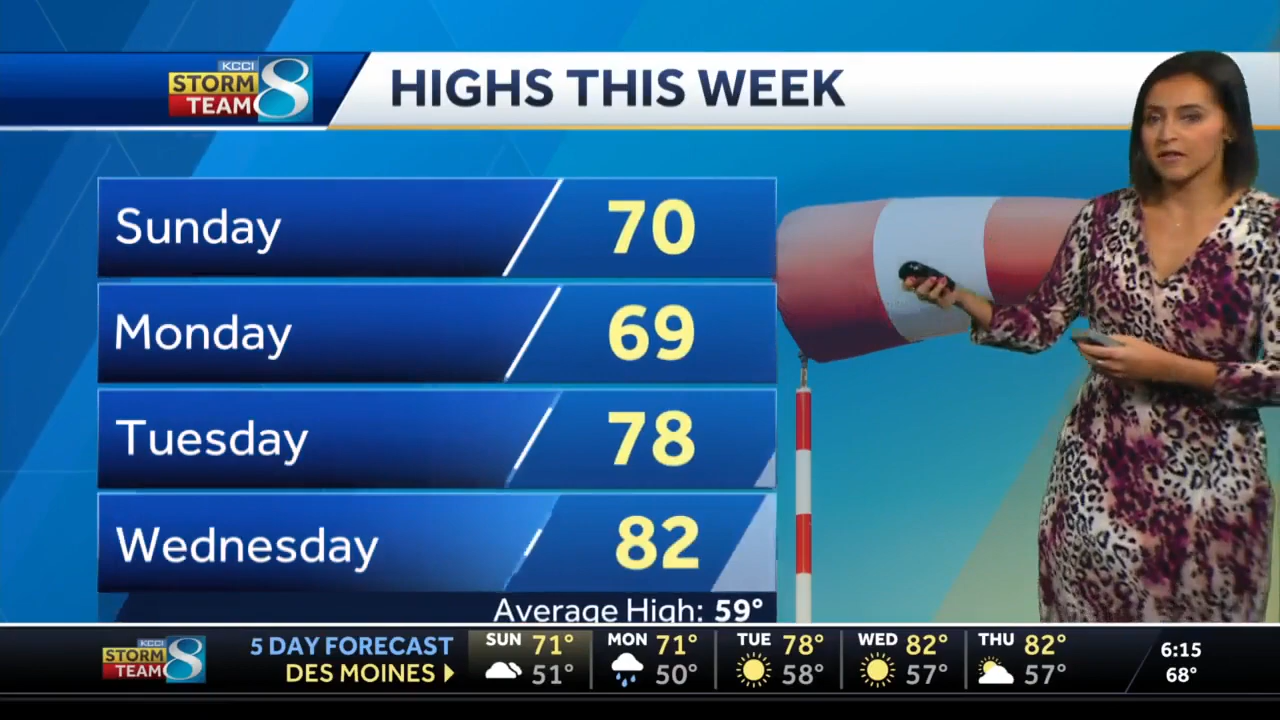 KCCI
STORM
TEAM 8
HIGHS THIS WEEK
Sunday 70
Monday 69
Tuesday 78
Wednesday 82
Average High: 59°
KCCI
STORM
TEAM 8
5 DAY FORECAST
DES MOINES
SUN 71°
51°
MON 71°
50°
TUE 78°
58°
WED 82°
57°
THU 82°
57°
6:15
68°